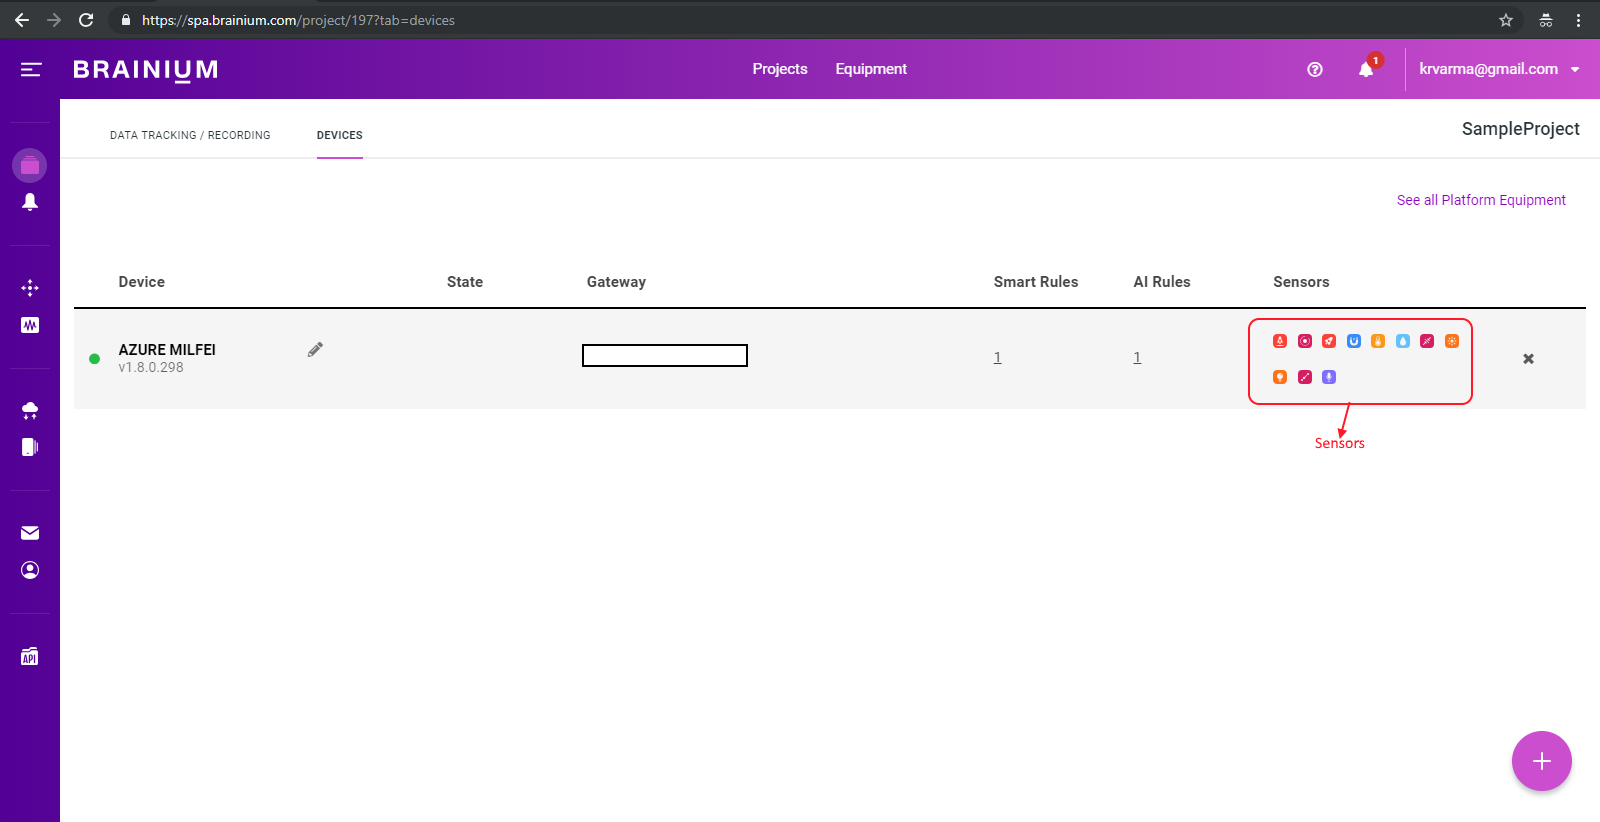 https://spa.brainium.com/project/197?tab=devices
BRAINIUM
Projects
Equipment
1
krvarma@gmail.com
DATA TRACKING / RECORDING
DEVICES
SampleProject
See all Platform Equipment
Device
State
Gateway
Smart Rules
AI Rules
Sensors
AZURE MILFEI
v1.8.0.298
1
1
Sensors
API